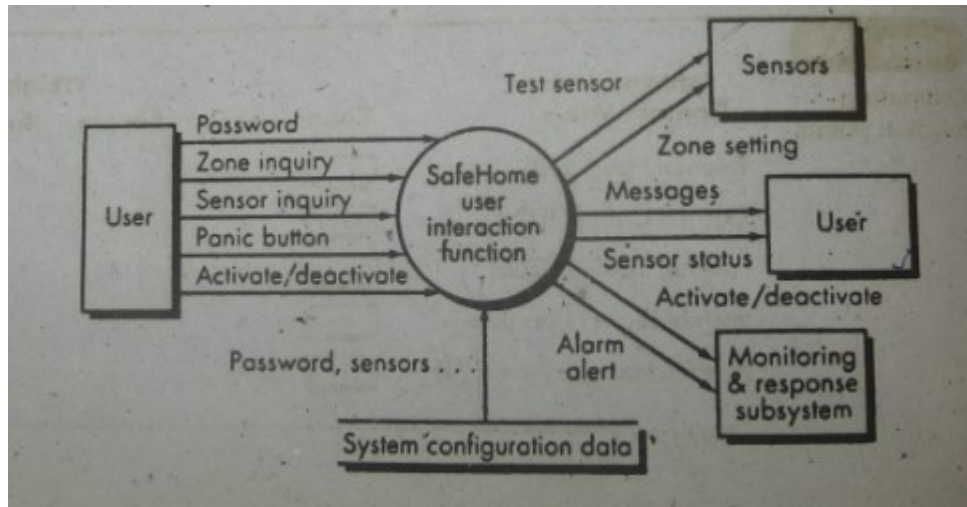 Sensors
Test sensor
Zone setting
Password
Zone inquiry
Sensor inquiry
Panic button
Activate/deactivate
User
SafeHome
user
interaction
function
Messages
User
Sensor status
Activate/deactivate
Alarm
alert
Monitoring
& response
subsystem
Password, sensors . . .
System configuration data